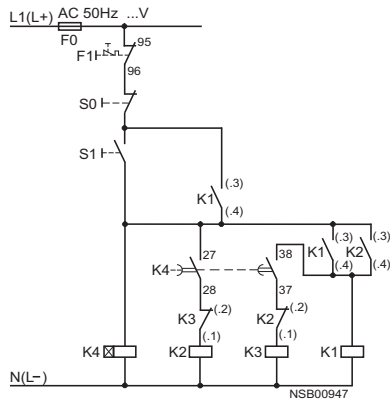 L1(L+) AC 50Hz ...V
F0
95
F1
96
S0
S1
K1 (.3)
(.4)
27
38
K1 (.3)
(.4)
K2 (.3)
(.4)
K4
28
37
K3 (.2)
(.1)
K2 (.2)
(.1)
K4
K2
K3
K1
N(L−)
NSB00947